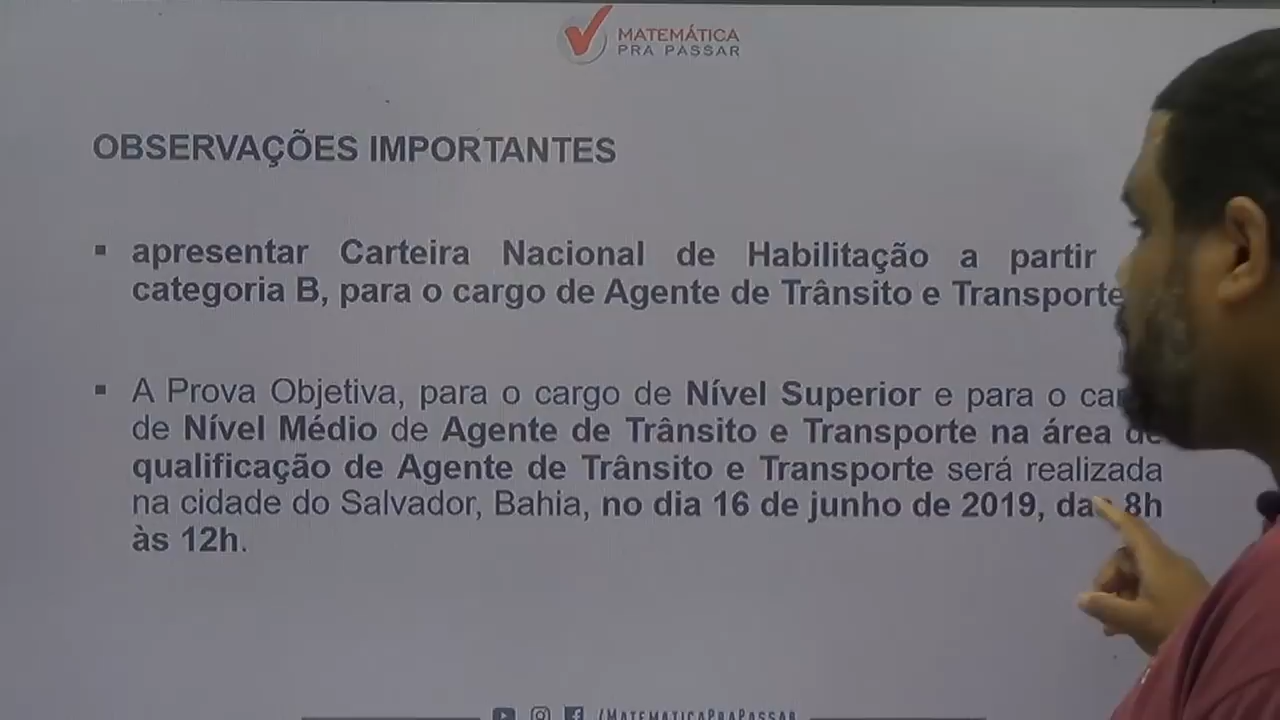 MATEMÁTICA
PRA PASSAR
OBSERVAÇÕES IMPORTANTES
▪ apresentar Carteira Nacional de Habilitação a partir
categoria B, para o cargo de Agente de Trânsito e Transporte
▪ A Prova Objetiva, para o cargo de Nível Superior e para o
de Nível Médio de Agente de Trânsito e Transporte na área de
qualificação de Agente de Trânsito e Transporte será realizada
na cidade do Salvador, Bahia, no dia 16 de junho de 2019, das 8h
às 12h.
/MATEMATICAPRAPASSAR